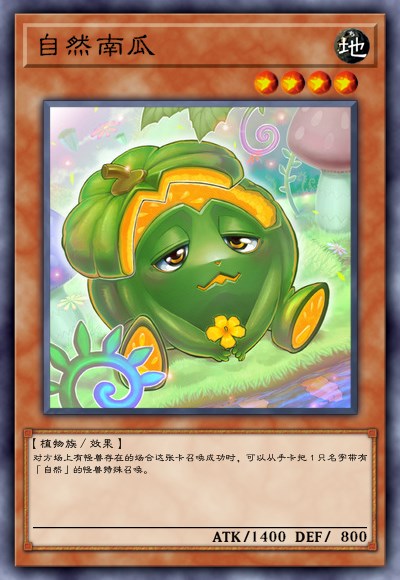 自然南瓜
地
【植物族／效果】
对方场上有怪兽存在的场合这张卡召唤成功时，可以从手卡把１只名字带有
「自然」的怪兽特殊召唤。
ATK/1400 DEF/ 800